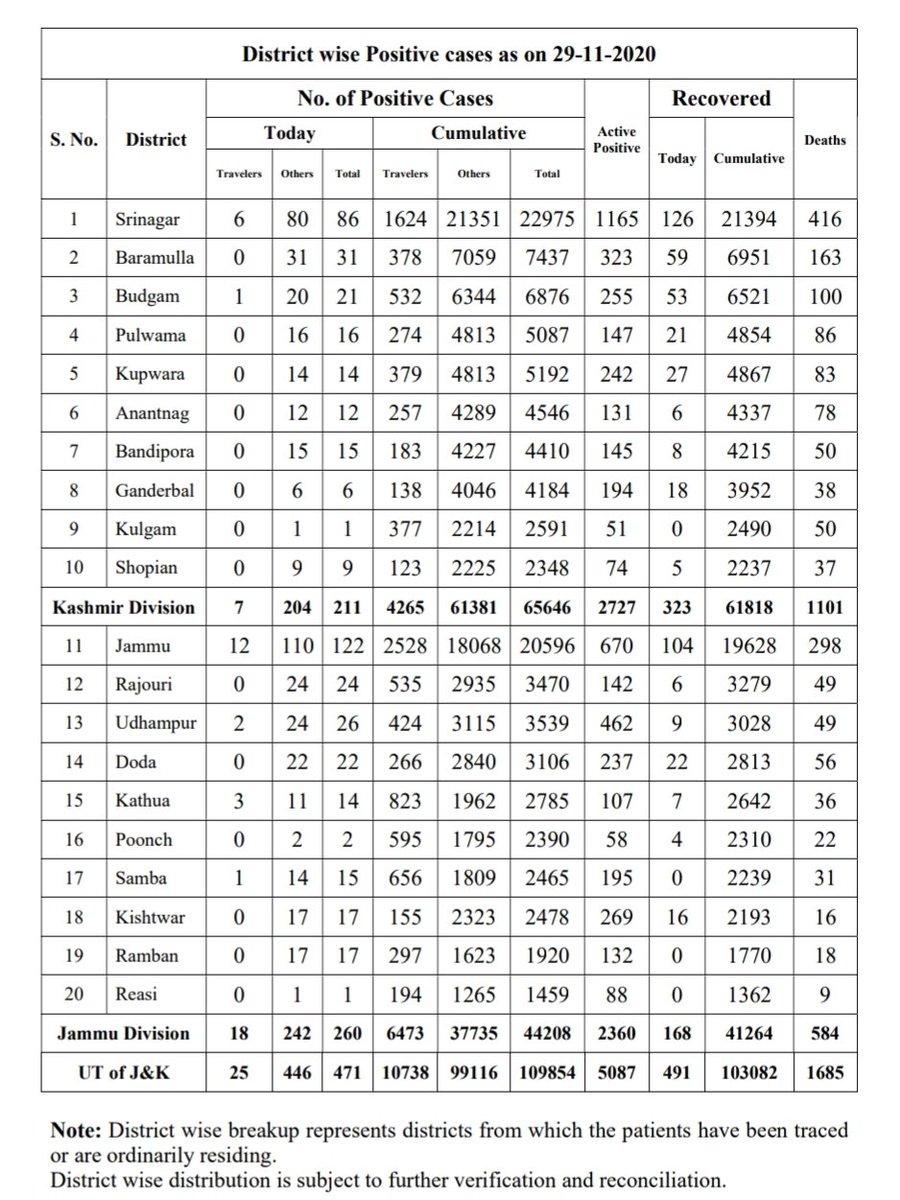 District wise Positive cases as on 29-11-2020
S. No. District No. of Positive Cases Active Positive Recovered Deaths
Today Cumulative Today Cumulative
Travelers Others Total Travelers Others Total
1 Srinagar 6 80 86 1624 21351 22975 1165 126 21394 416
2 Baramulla 0 31 31 378 7059 7437 323 59 6951 163
3 Budgam 1 20 21 532 6344 6876 255 53 6521 100
4 Pulwama 0 16 16 274 4813 5087 147 21 4854 86
5 Kupwara 0 14 14 379 4813 5192 242 27 4867 83
6 Anantnag 0 12 12 257 4289 4546 131 6 4337 78
7 Bandipora 0 15 15 183 4227 4410 145 8 4215 50
8 Ganderbal 0 6 6 138 4046 4184 194 18 3952 38
9 Kulgam 0 1 1 377 2214 2591 51 0 2490 50
10 Shopian 0 9 9 123 2225 2348 74 5 2237 37
Kashmir Division 7 204 211 4265 61381 65646 2727 323 61818 1101
11 Jammu 12 110 122 2528 18068 20596 670 104 19628 298
12 Rajouri 0 24 24 535 2935 3470 142 6 3279 49
13 Udhampur 2 24 26 424 3115 3539 462 9 3028 49
14 Doda 0 22 22 266 2840 3106 237 22 2813 56
15 Kathua 3 11 14 823 1962 2785 107 7 2642 36
16 Poonch 0 2 2 595 1795 2390 58 4 2310 22
17 Samba 1 14 15 656 1809 2465 195 0 2239 31
18 Kishtwar 0 17 17 155 2323 2478 269 16 2193 16
19 Ramban 0 17 17 297 1623 1920 132 0 1770 18
20 Reasi 0 1 1 194 1265 1459 88 0 1362 9
Jammu Division 18 242 260 6473 37735 44208 2360 168 41264 584
UT of J&K 25 446 471 10738 99116 109854 5087 491 103082 1685
Note: District wise breakup represents districts from which the patients have been traced
or are ordinarily residing.
District wise distribution is subject to further verification and reconciliation.